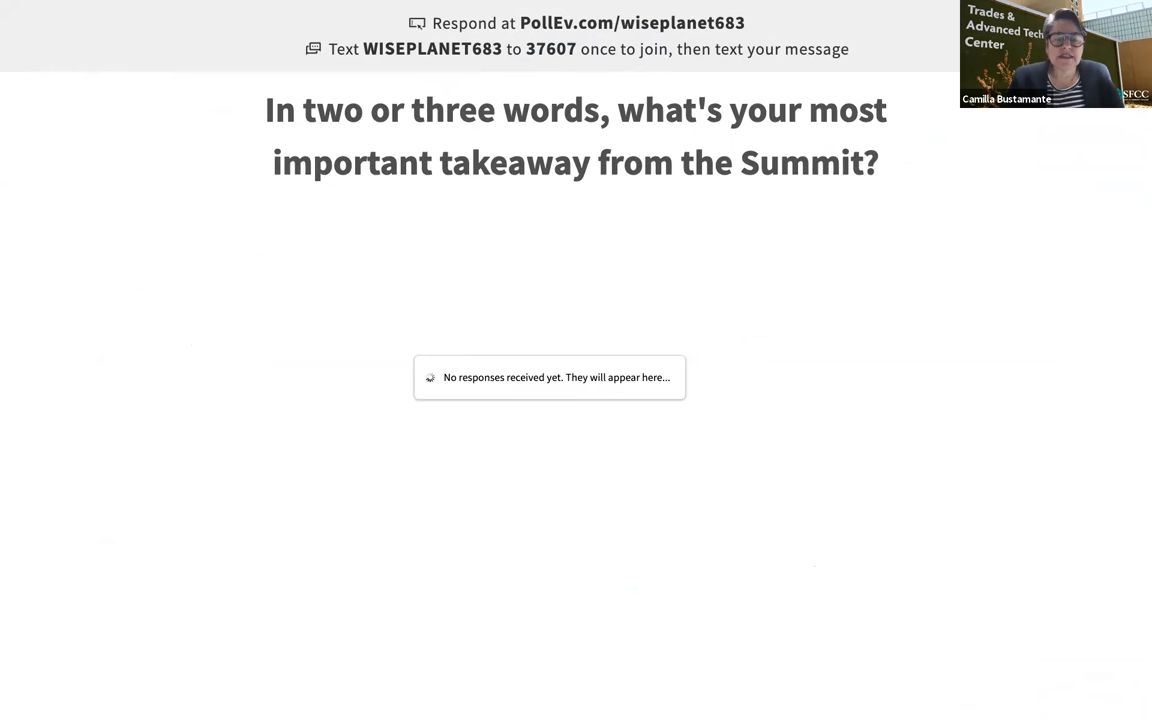 Respond at PollEv.com/wiseplanet683
Text WISEPLANET683 to 37607 once to join, then text your message
In two or three words, what's your most
important takeaway from the Summit?
No responses received yet. They will appear here...
Trades &
Advanced Tech
Center
Camilla Bustamante
SFCC